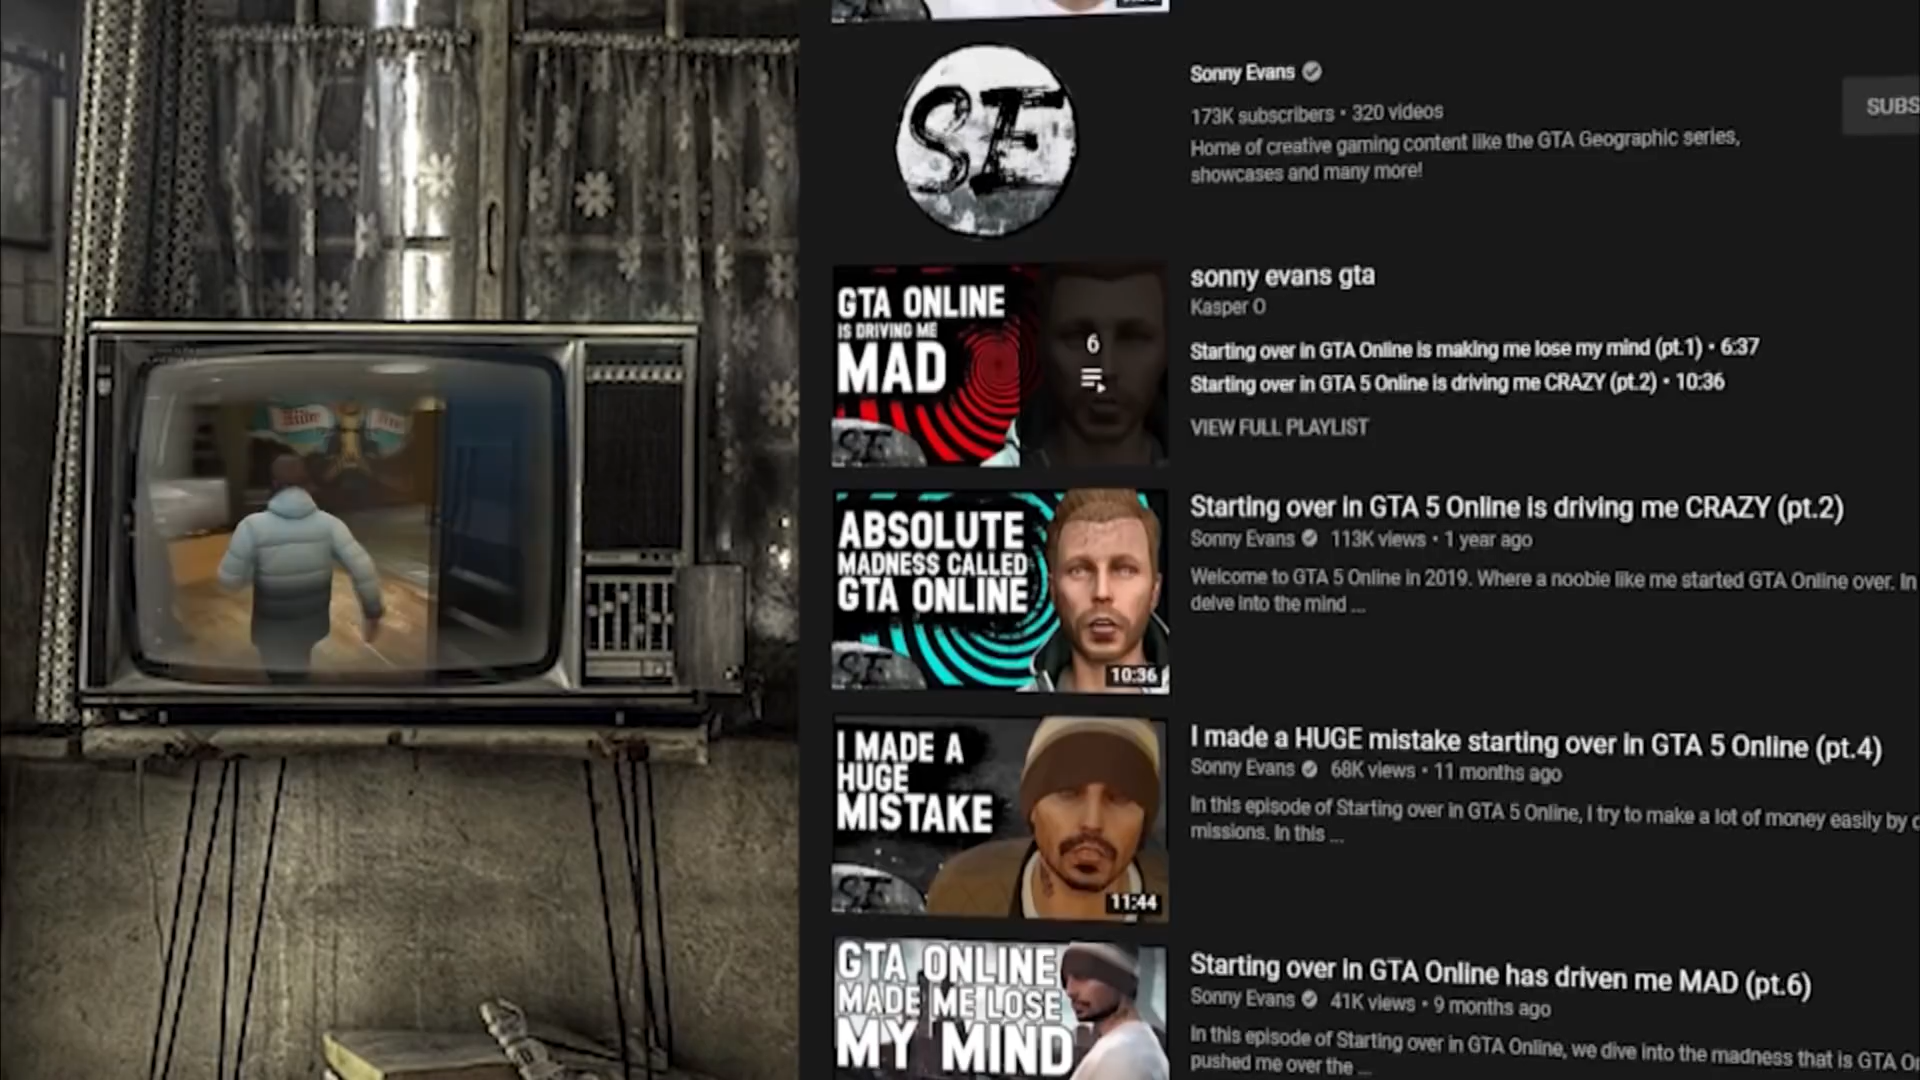 SE
Sonny Evans
173K subscribers • 320 videos
Home of creative gaming content like the GTA Geographic series,
showcases and many more!
SUBS
GTA ONLINE
IS DRIVING ME
MAD
SE
6
sonny evans gta
Kasper O
Starting over in GTA Online is making me lose my mind (pt.1) • 6:37
Starting over in GTA 5 Online is driving me CRAZY (pt.2) • 10:36
VIEW FULL PLAYLIST
ABSOLUTE
MADNESS CALLED
GTA ONLINE
SE
10:36
Starting over in GTA 5 Online is driving me CRAZY (pt.2)
Sonny Evans 113K views • 1 year ago
Welcome to GTA 5 Online in 2019. Where a noobie like me started GTA Online over. In
delve into the mind ...
I MADE A
HUGE
MISTAKE
SE
11:44
I made a HUGE mistake starting over in GTA 5 Online (pt.4)
Sonny Evans 68K views • 11 months ago
In this episode of Starting over in GTA 5 Online, I try to make a lot of money easily by
missions. In this ...
GTA ONLINE
MADE ME LOSE
MY MIND
Starting over in GTA Online has driven me MAD (pt.6)
Sonny Evans 41K views • 9 months ago
In this episode of Starting over in GTA Online, we dive into the madness that is GTA
pushed me over the ...